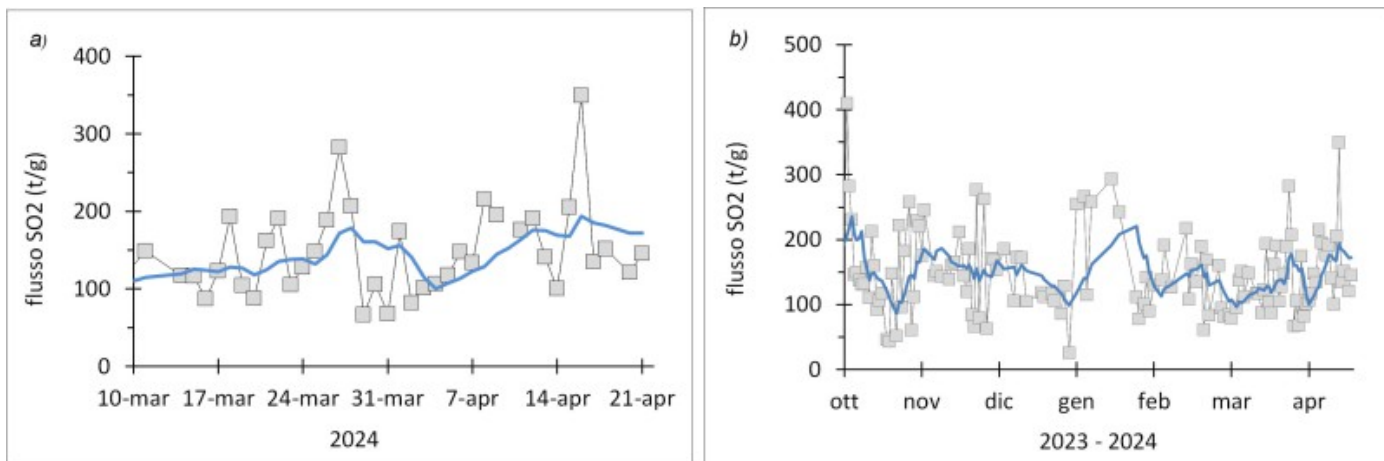 a)
flusso SO2 (t/g)
400
300
200
100
0
10-mar 17-mar 24-mar 31-mar 7-apr 14-apr 21-apr
2024
b)
flusso SO2 (t/g)
500
400
300
200
100
0
ott nov dic gen feb mar apr
2023 - 2024